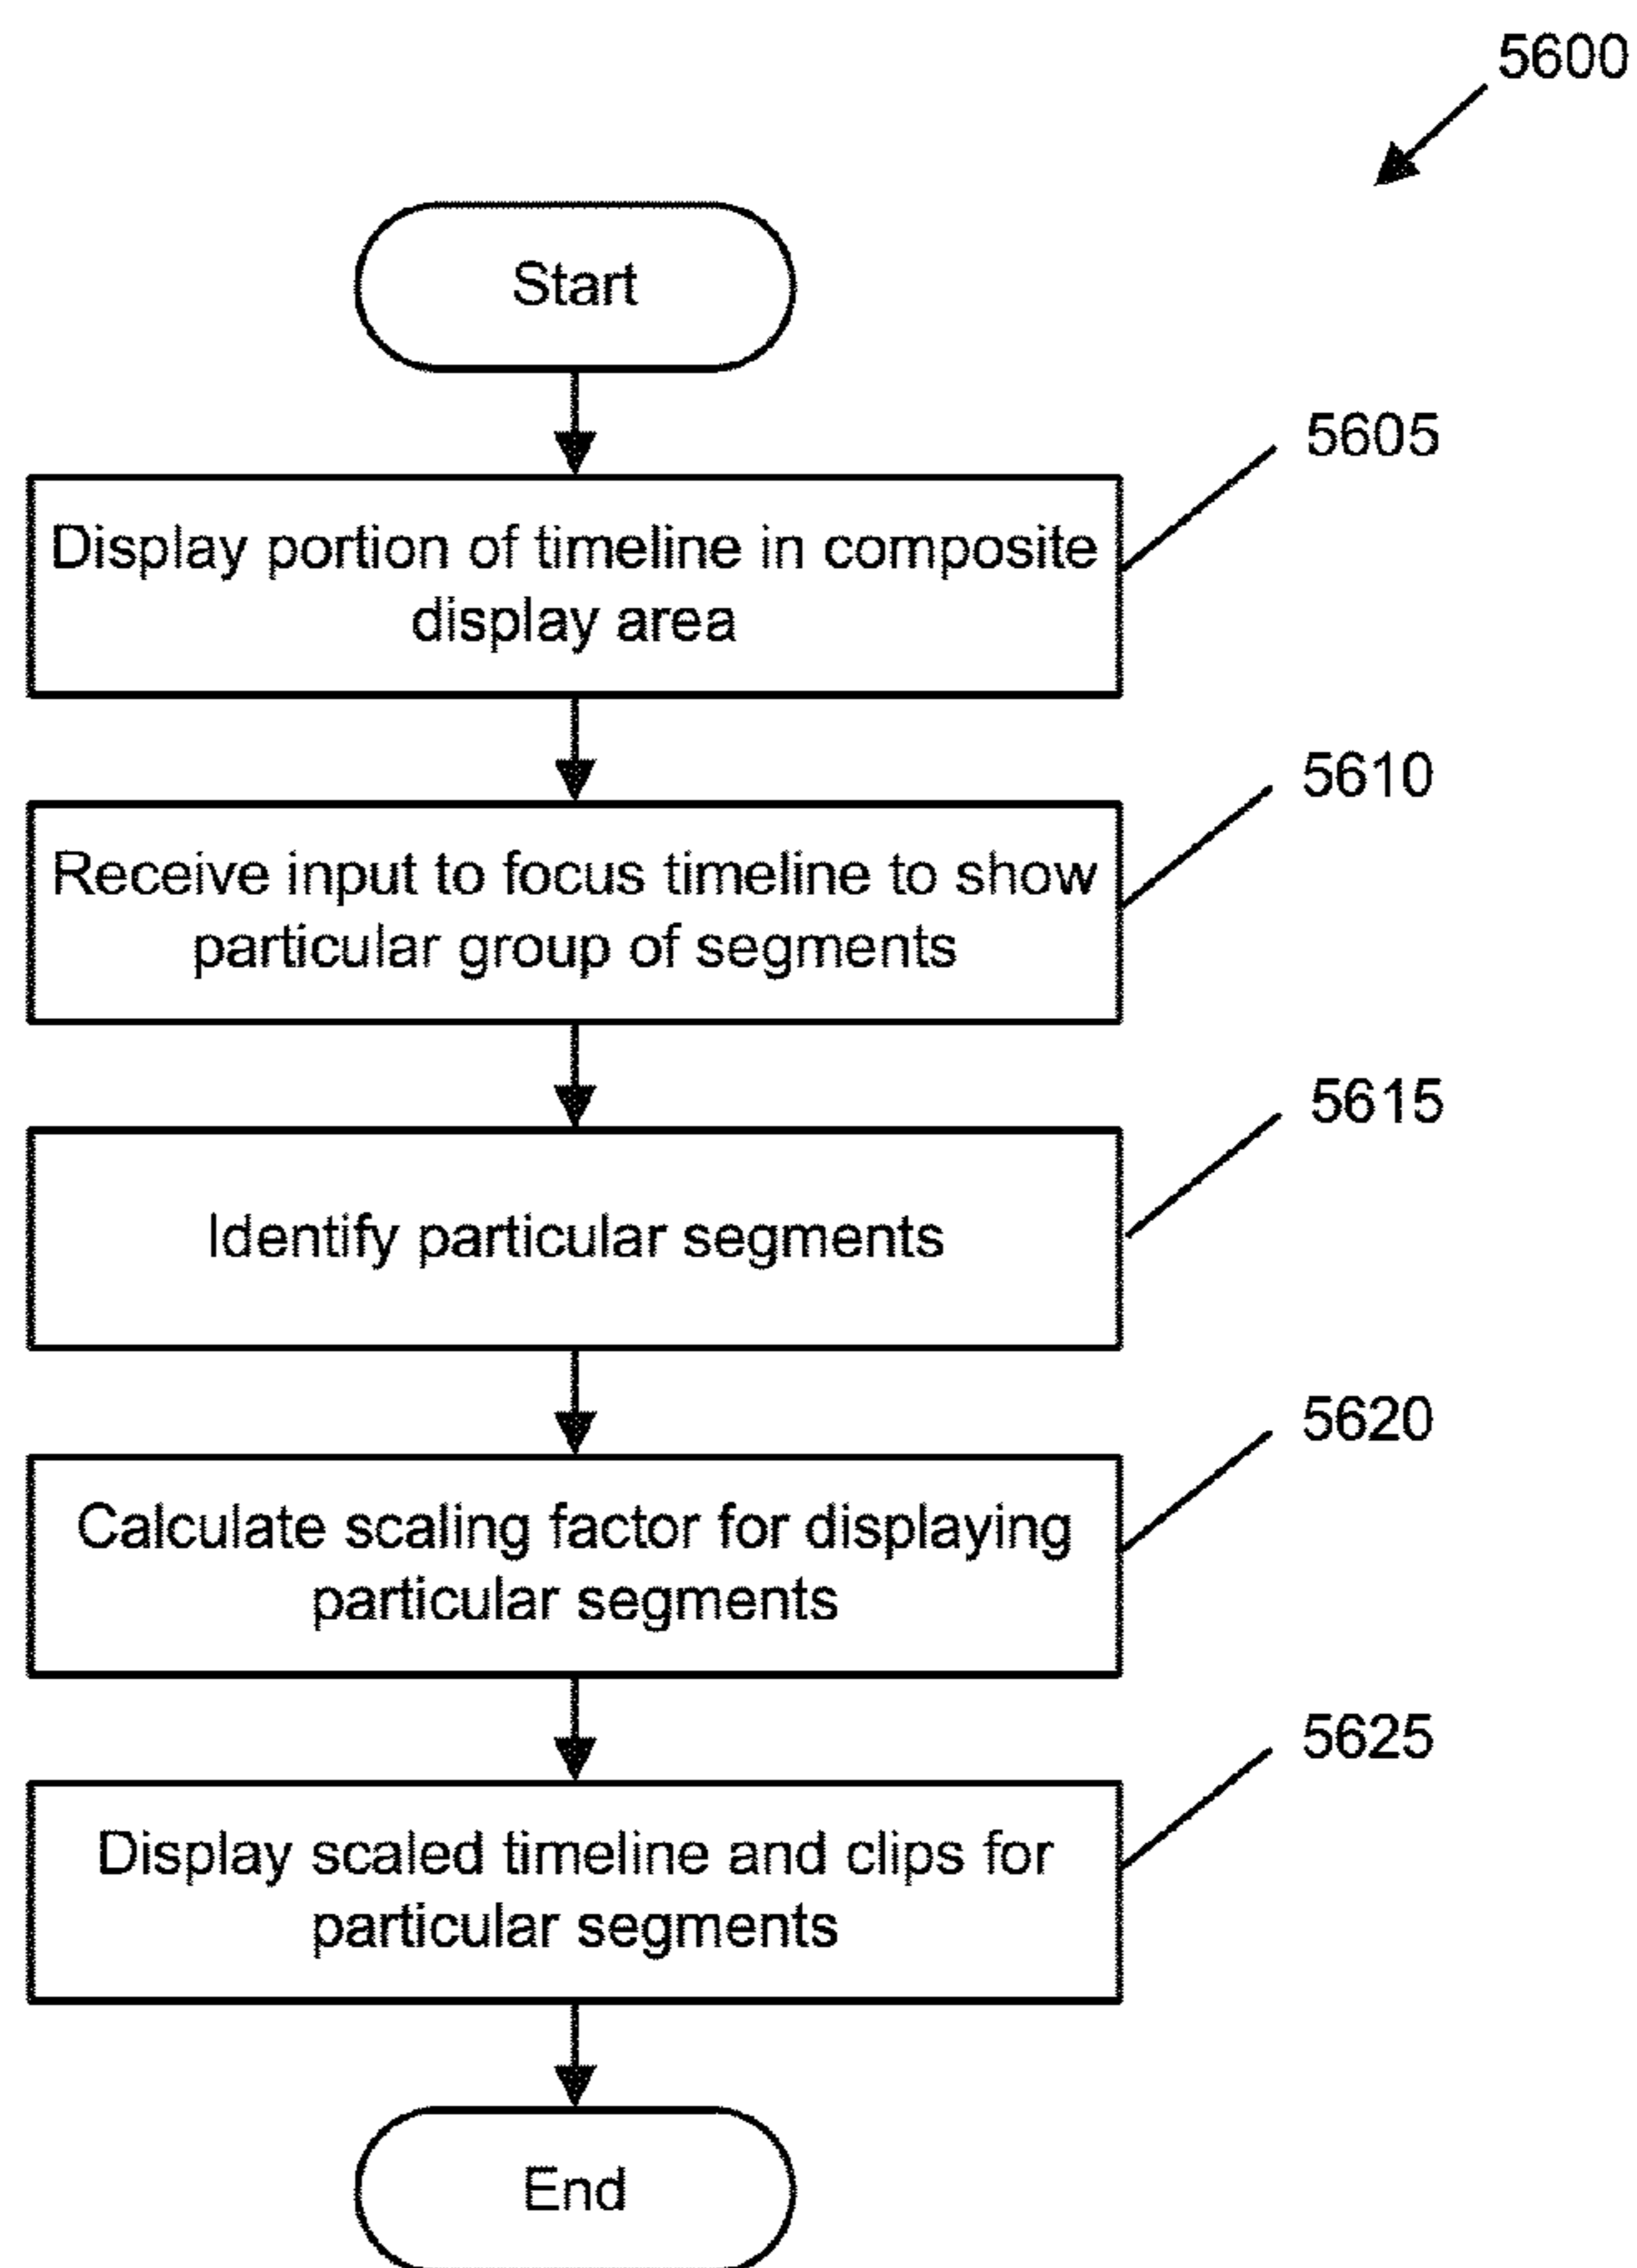 5600
Start
5605
Display portion of timeline in composite
display area
5610
Receive input to focus timeline to show
particular group of segments
5615
Identify particular segments
5620
Calculate scaling factor for displaying
particular segments
5625
Display scaled timeline and clips for
particular segments
End